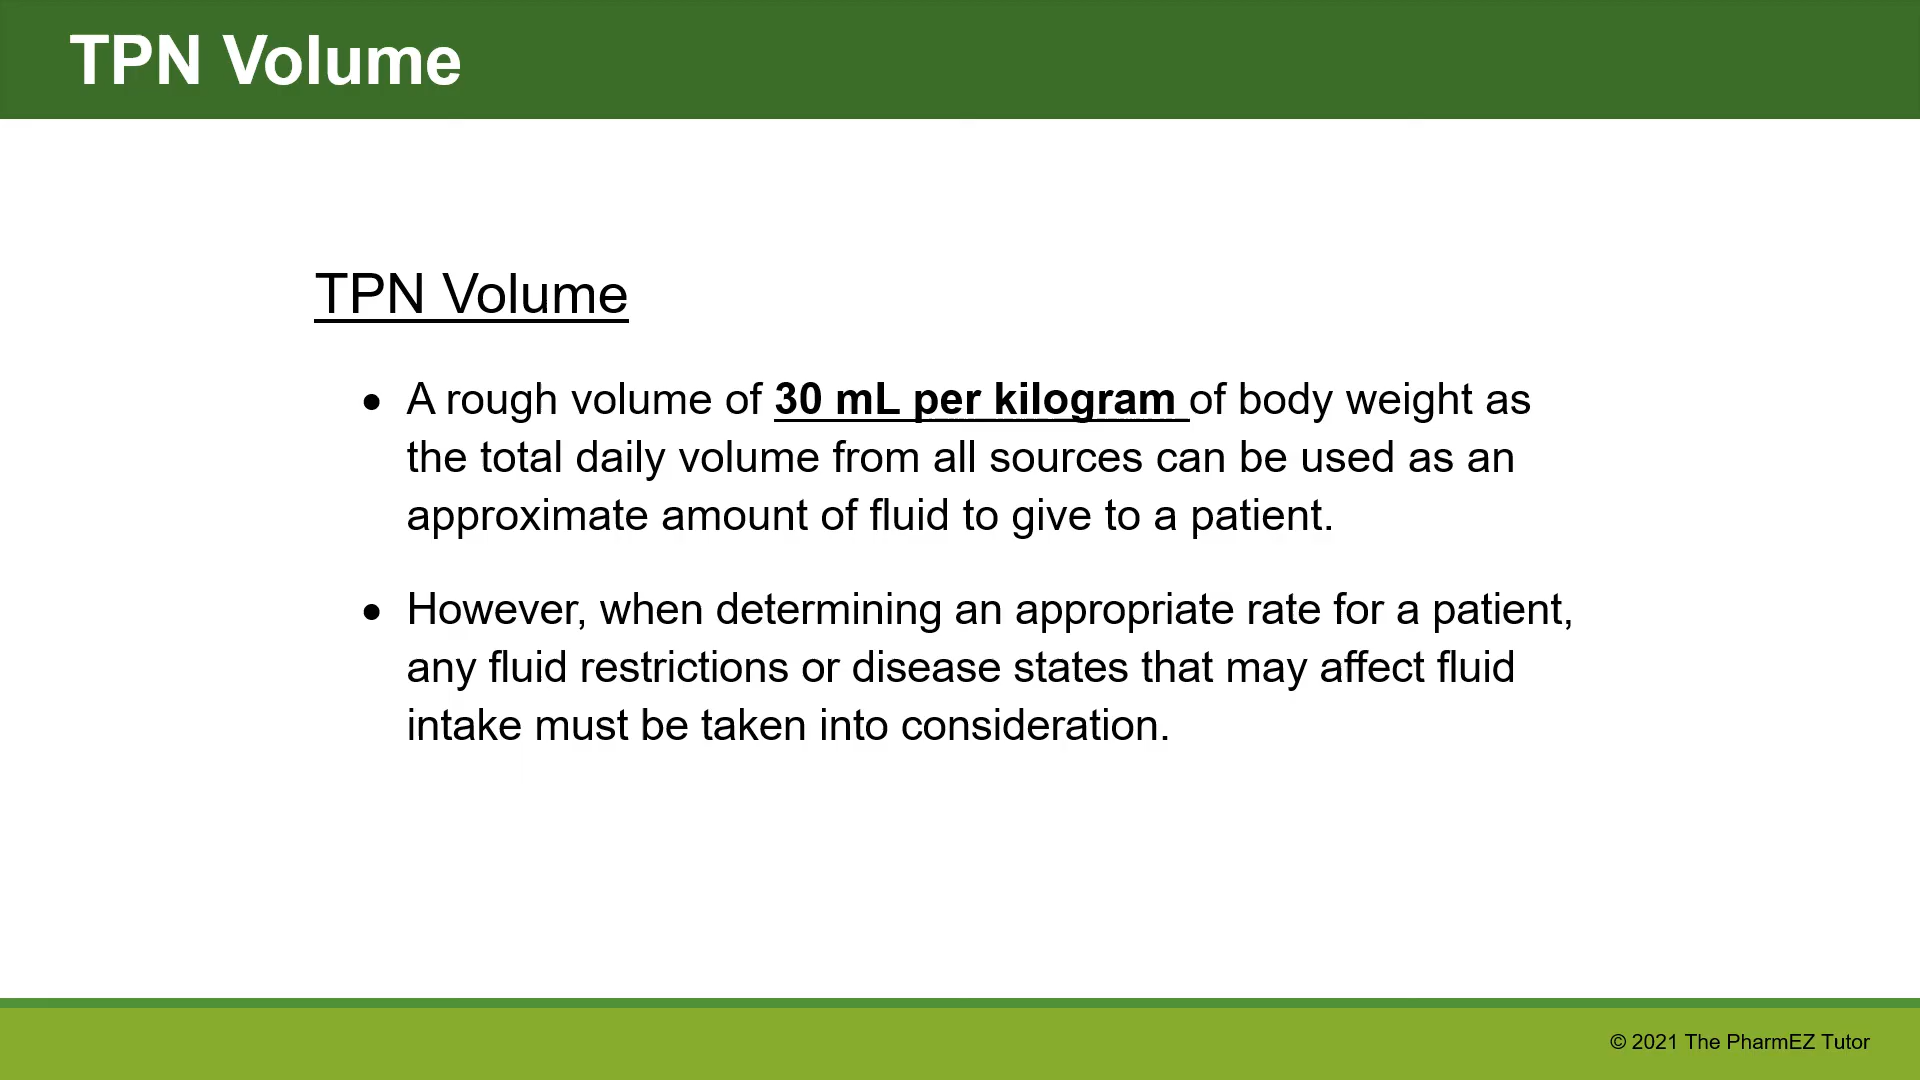 TPN Volume
TPN Volume
● A rough volume of 30 mL per kilogram of body weight as
the total daily volume from all sources can be used as an
approximate amount of fluid to give to a patient.
● However, when determining an appropriate rate for a patient,
any fluid restrictions or disease states that may affect fluid
intake must be taken into consideration.
© 2021 The PharmEZ Tutor